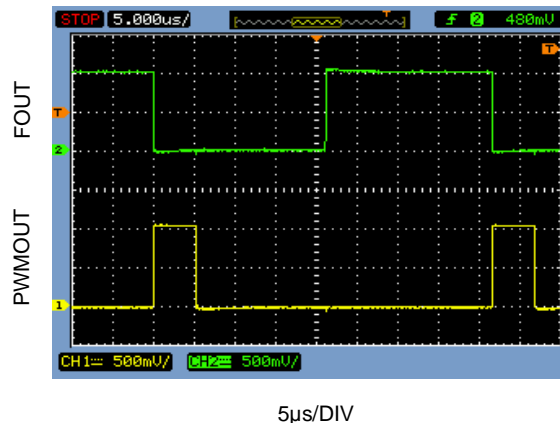 STOP 5.000us/ T f 2 480mV
T
FOUT
T
2
PWMOUT
1
CH1 500mV/ CH2 500mV/
5µs/DIV